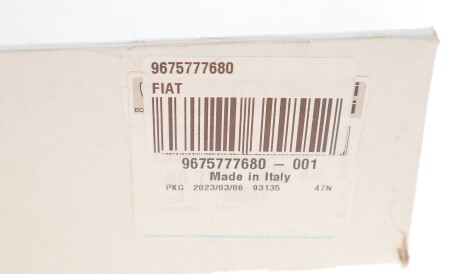 9675777680
FIAT
9675777680 - 001
Made in Italy
PKG 2023/03/06 93135 47N